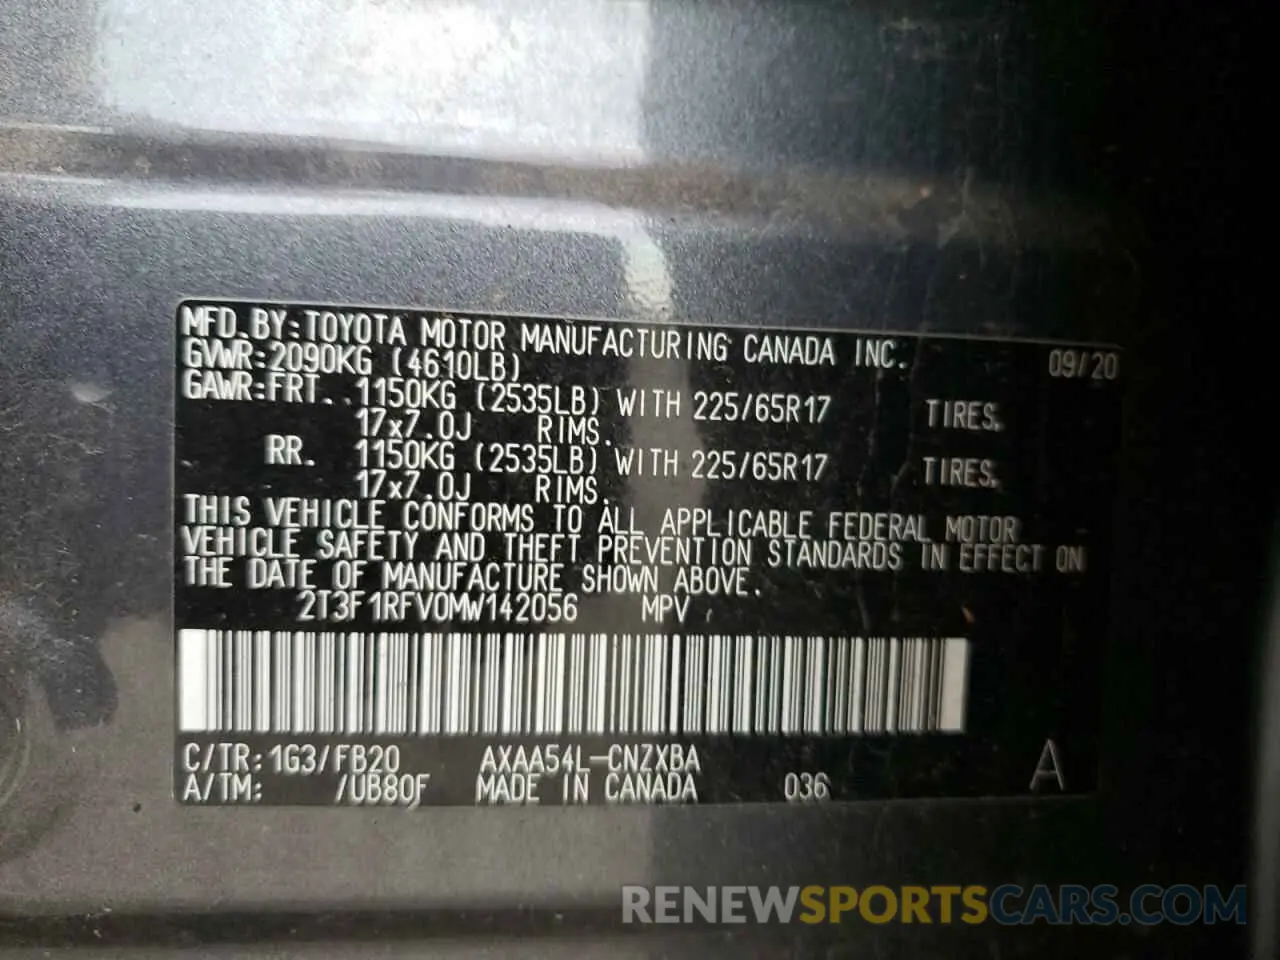 MFD.BY:TOYOTA MOTOR MANUFACTURING CANADA INC. 09/20
GVWR:2090KG (4610LB)
GAWR:FRT. 1150KG (2535LB) WITH 225/65R17 TIRES,
17x7.0J RIMS.
RR. 1150KG (2535LB) WITH 225/65R17 TIRES,
17x7.0J RIMS.
THIS VEHICLE CONFORMS TO ALL APPLICABLE FEDERAL MOTOR
VEHICLE SAFETY AND THEFT PREVENTION STANDARDS IN EFFECT ON
THE DATE OF MANUFACTURE SHOWN ABOVE.
2T3F1RFV0MW142056 MPV
C/TR:1G3/FB20 AXAA54L-CNZXBA
A/TM: /UB80F MADE IN CANADA 036 A
RENEWSPORTSCARS.COM